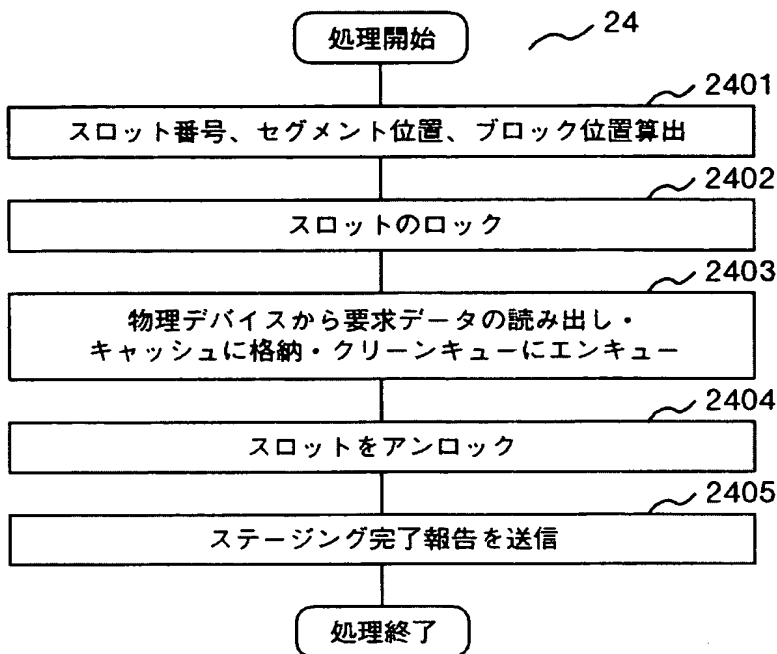 処理開始
24
2401
スロット番号、セグメント位置、ブロック位置算出
2402
スロットのロック
2403
物理デバイスから要求データの読み出し・
キャッシュに格納・クリーンキューにエンキュー
2404
スロットをアンロック
2405
ステージング完了報告を送信
処理終了